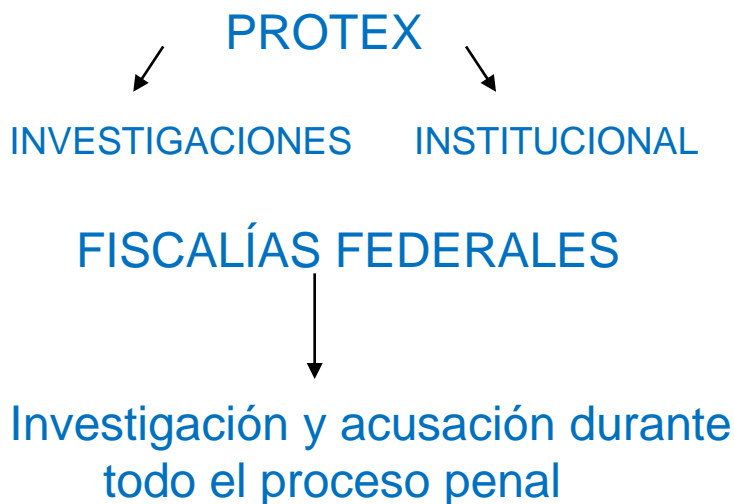 PROTEX
INVESTIGACIONES INSTITUCIONAL
FISCALÍAS FEDERALES
Investigación y acusación durante
todo el proceso penal